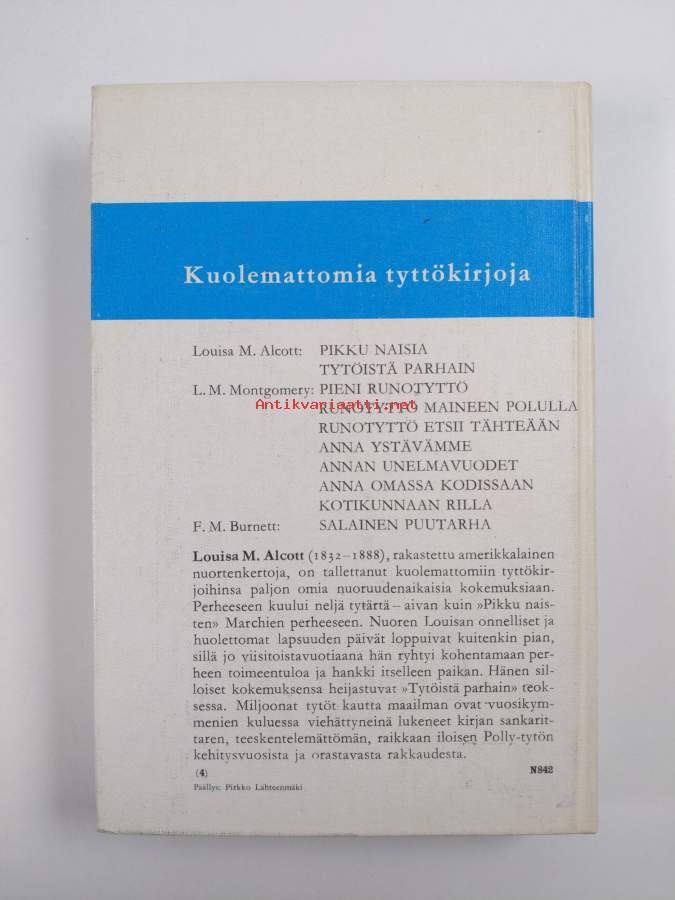 Kuolemattomia tyttökirjoja
Louisa M. Alcott: PIKKU NAISIA
TYTÖISTÄ PARHAIN
L. M. Montgomery: PIENI RUNOTYTTÖ
Antikvariaatti.net
RUNOTYTTÖ MAINEEN POLULLA
RUNOTYTTÖ ETSII TÄHTEÄÄN
ANNA YSTÄVÄMME
ANNAN UNELMAVUODET
ANNA OMASSA KODISSAAN
KOTIKUNNAAN RILLA
F. M. Burnett: SALAINEN PUUTARHA
Louisa M. Alcott (1832–1888), rakastettu amerikkalainen
nuortenkertoja, on tallettanut kuolemattomiin tyttökir-
joihinsa paljon omia nuoruudenaikaisia kokemuksiaan.
Perheeseen kuului neljä tytärtä – aivan kuin »Pikku nais-
ten» Marchien perheeseen. Nuoren Louisan onnelliset ja
huolettomat lapsuuden päivät loppuivat kuitenkin pian,
sillä jo viisitoistavuotiaana hän ryhtyi kohentamaan per-
heen toimeentuloa ja hankki itselleen paikan. Hänen sil-
loiset kokemuksensa heijastuvat »Tytöistä parhain» teok-
sessa. Miljoonat tytöt kautta maailman ovat vuosikym-
menien kuluessa viehättyneinä lukeneet kirjan sankarit-
taren, teeskentelemättömän, raikkaan iloisen Polly-tytön
kehitysvuosista ja orastavasta rakkaudesta.
(4) N842
Päällys: Pirkko Lähteenmäki